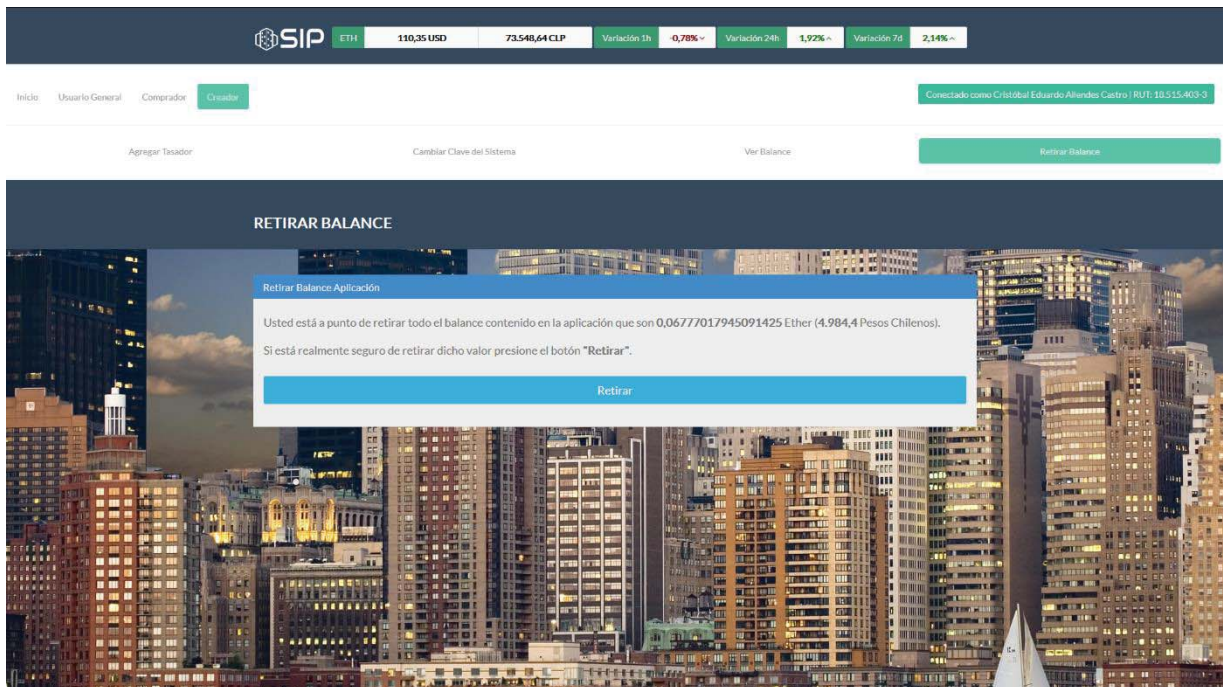 SIP ETH 110,35 USD 73.548,64 CLP Variación 1h -0,78% Variación 24h 1,92% Variación 7d 2,14%
Inicio Usuario General Comprador Creador Conectado como Cristóbal Eduardo Allendes Castro | RUT: 18.515.403-3
Agregar Tasador Cambiar Clave del Sistema Ver Balance Retirar Balance
RETIRAR BALANCE
Retirar Balance Aplicación
Usted está a punto de retirar todo el balance contenido en la aplicación que son 0,06777017945091425 Ether (4.984,4 Pesos Chilenos).
Si está realmente seguro de retirar dicho valor presione el botón "Retirar".
Retirar